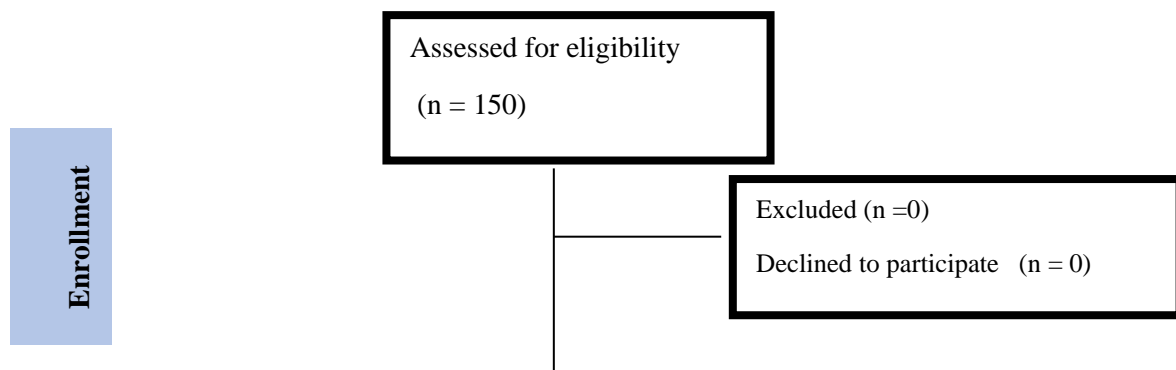 Assessed for eligibility
(n = 150)
Enrollment
Excluded (n =0)
Declined to participate (n = 0)